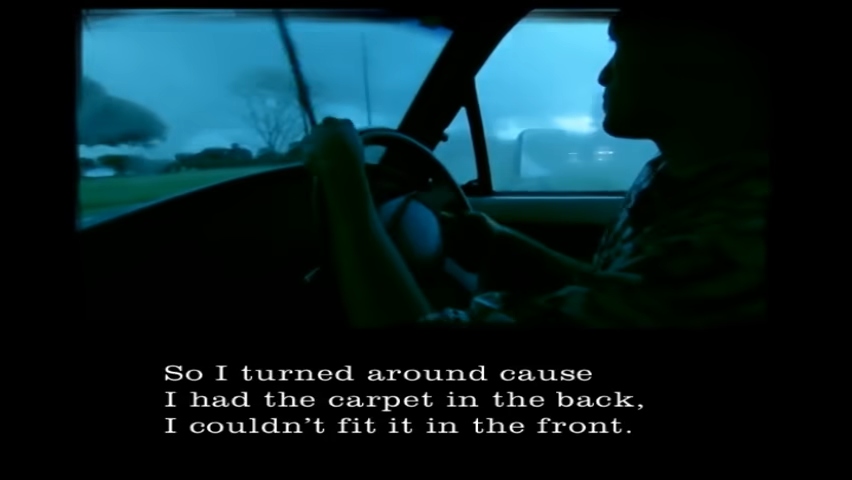 So I turned around cause
I had the carpet in the back,
I couldn't fit it in the front.